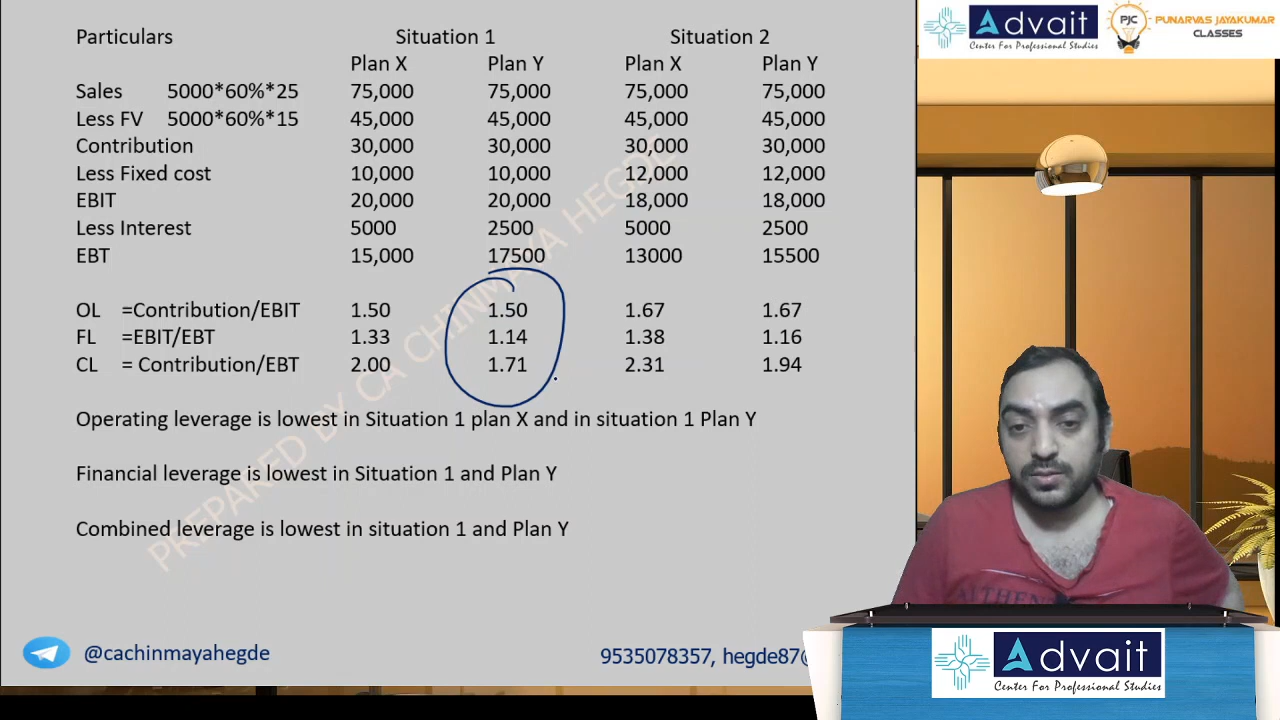 Particulars Situation 1 Situation 2
Plan X Plan Y Plan X Plan Y
Sales 5000*60%*25 75,000 75,000 75,000 75,000
Less FV 5000*60%*15 45,000 45,000 45,000 45,000
Contribution 30,000 30,000 30,000 30,000
Less Fixed cost 10,000 10,000 12,000 12,000
EBIT 20,000 20,000 18,000 18,000
Less Interest 5000 2500 5000 2500
EBT 15,000 17500 13000 15500
OL =Contribution/EBIT 1.50 1.50 1.67 1.67
FL =EBIT/EBT 1.33 1.14 1.38 1.16
CL = Contribution/EBT 2.00 1.71 2.31 1.94
Operating leverage is lowest in Situation 1 plan X and in situation 1 Plan Y
Financial leverage is lowest in Situation 1 and Plan Y
Combined leverage is lowest in situation 1 and Plan Y
PREPARED BY CA CHINMAYA HEGDE
@cachinmayahegde
9535078357, hegde87@
Advait
Center For Professional Studies
PJC
PUNARVAS JAYAKUMAR
CLASSES
Advait
Center For Professional Studies